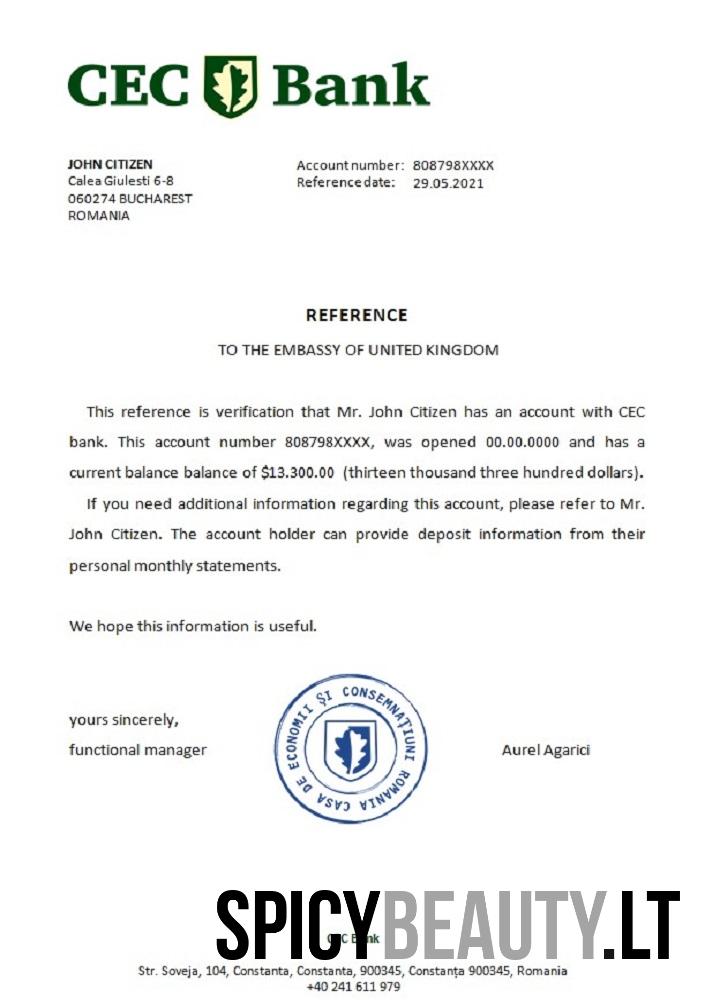 CEC Bank
JOHN CITIZEN
Calea Giulesti 6-8
060274 BUCHAREST
ROMANIA
Account number: 808798XXXX
Reference date: 29.05.2021
REFERENCE
TO THE EMBASSY OF UNITED KINGDOM
This reference is verification that Mr. John Citizen has an account with CEC
bank. This account number 808798XXXX, was opened 00.00.0000 and has a
current balance balance of $13.300.00 (thirteen thousand three hundred dollars).
If you need additional information regarding this account, please refer to Mr.
John Citizen. The account holder can provide deposit information from their
personal monthly statements.
We hope this information is useful.
yours sincerely,
functional manager
CASA DE ECONOMII ŞI CONSEMNAŢIUNI ROMANIA
Aurel Agarici
SPICYBEAUTY.LT
Str. Soveja, 104, Constanta, Constanta, 900345, Constanța 900345, Romania
+40 241 611 979